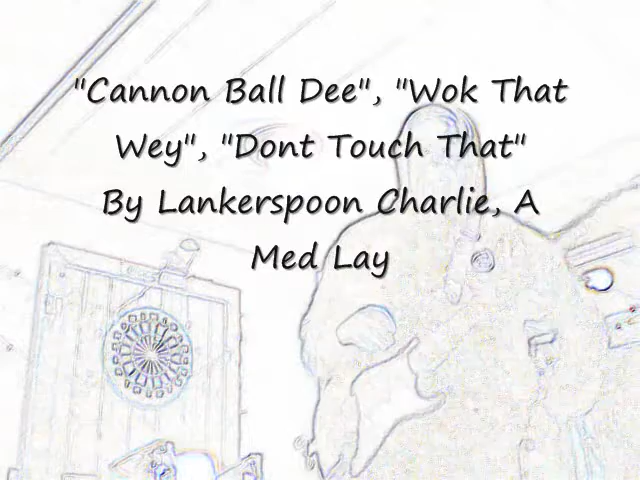 "Cannon Ball Dee", "Wok That
Wey", "Dont Touch That"
By Lankerspoon Charlie, A
Med Lay